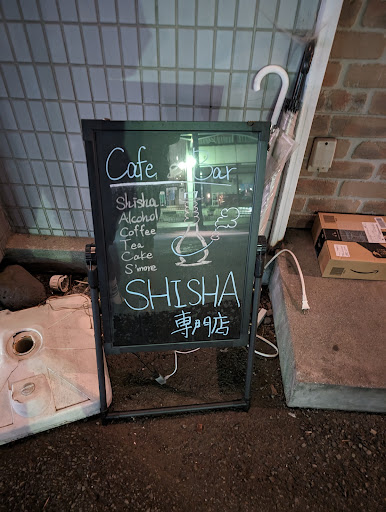 Cafe & Bar
Shisha
Alcohol
Coffee
Tea
Cake
S'more
SHISHA
専門店